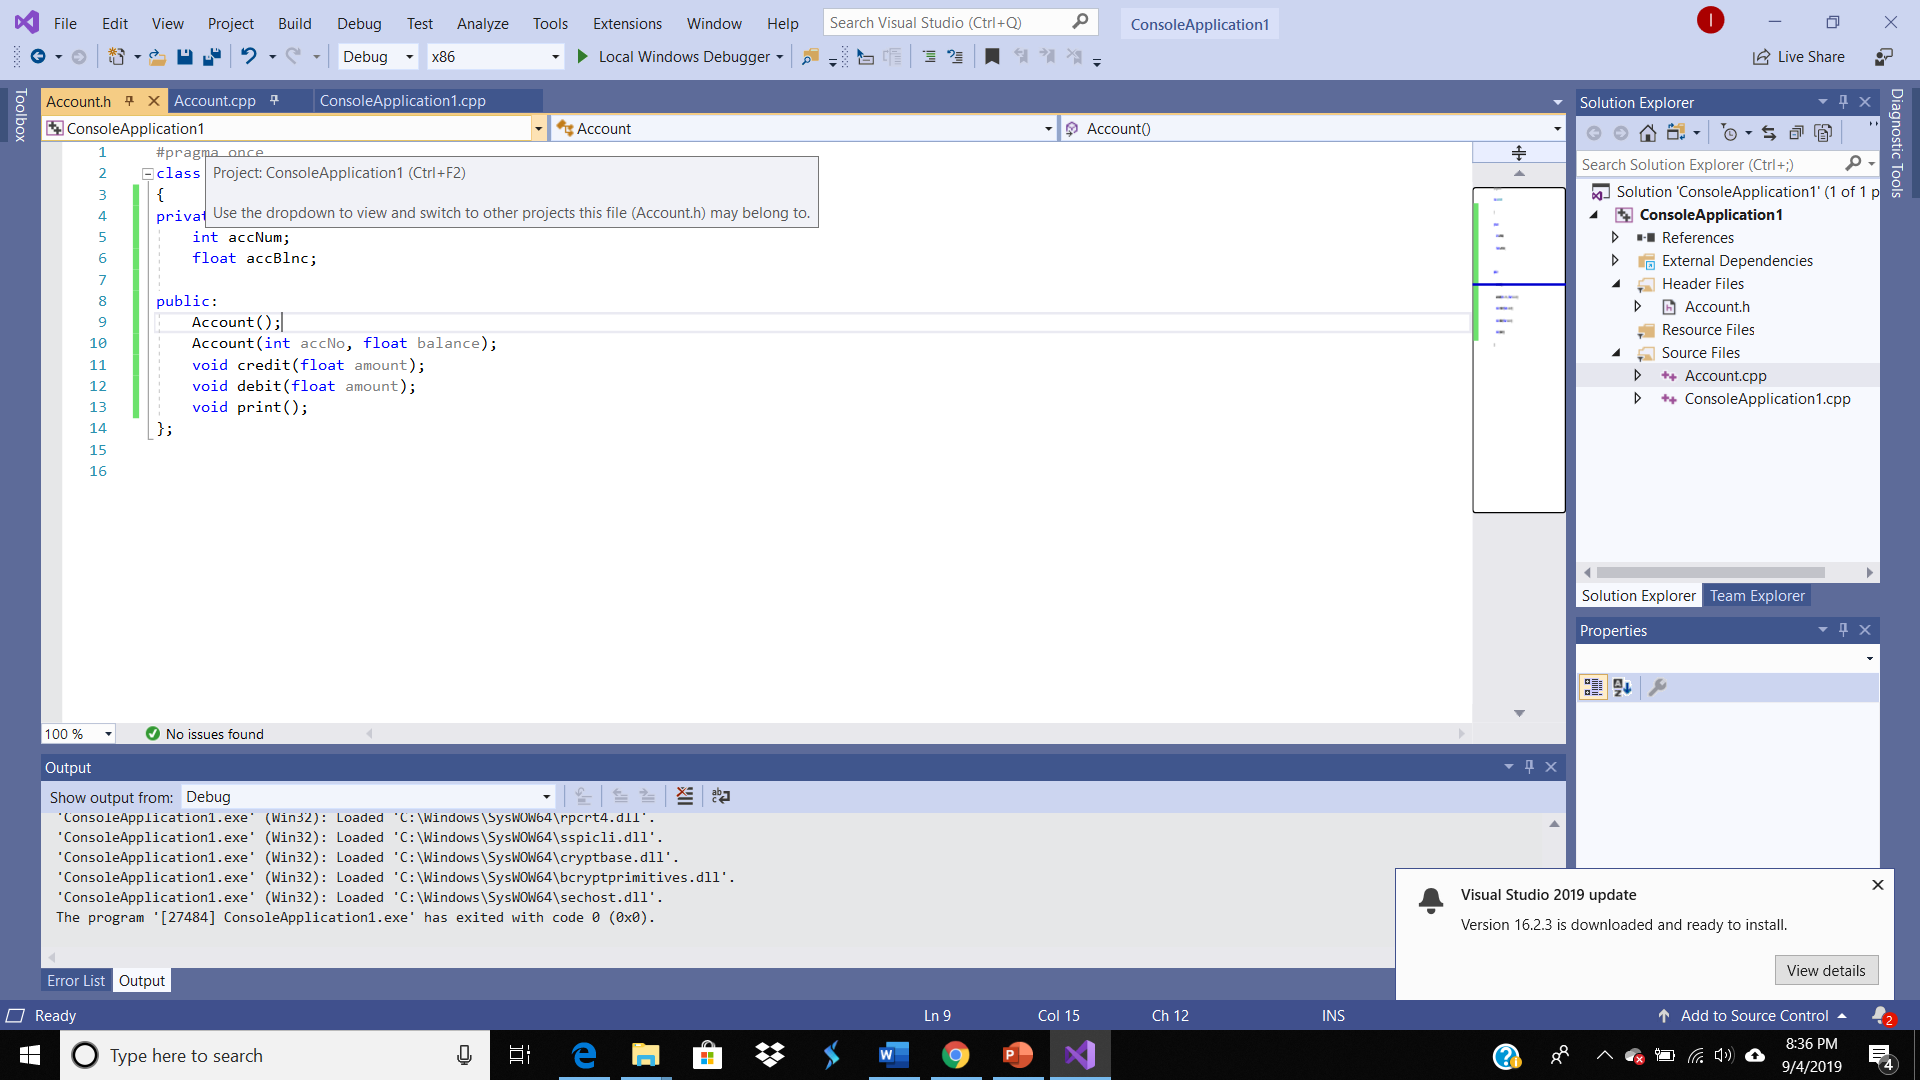 File Edit View Project Build Debug Test Analyze Tools Extensions Window Help Search Visual Studio (Ctrl+Q) ConsoleApplication1 I
Debug x86 Local Windows Debugger Live Share
Toolbox
Account.h Account.cpp ConsoleApplication1.cpp
ConsoleApplication1 Account Account()
1 #pragma once
2 class
3 {
4 privat
5 int accNum;
6 float accBlnc;
7
8 public:
9 Account();
10 Account(int accNo, float balance);
11 void credit(float amount);
12 void debit(float amount);
13 void print();
14 };
15
16
Project: ConsoleApplication1 (Ctrl+F2)
Use the dropdown to view and switch to other projects this file (Account.h) may belong to.
100 % No issues found
Output
Show output from: Debug
'ConsoleApplication1.exe' (Win32): Loaded 'C:\Windows\SysWOW64\rpcrt4.dll'.
'ConsoleApplication1.exe' (Win32): Loaded 'C:\Windows\SysWOW64\sspicli.dll'.
'ConsoleApplication1.exe' (Win32): Loaded 'C:\Windows\SysWOW64\cryptbase.dll'.
'ConsoleApplication1.exe' (Win32): Loaded 'C:\Windows\SysWOW64\bcryptprimitives.dll'.
'ConsoleApplication1.exe' (Win32): Loaded 'C:\Windows\SysWOW64\sechost.dll'.
The program '[27484] ConsoleApplication1.exe' has exited with code 0 (0x0).
Error List Output
Solution Explorer
Search Solution Explorer (Ctrl+;)
Solution 'ConsoleApplication1' (1 of 1 p
ConsoleApplication1
References
External Dependencies
Header Files
Account.h
Resource Files
Source Files
Account.cpp
ConsoleApplication1.cpp
Solution Explorer Team Explorer
Properties
Diagnostic Tools
Visual Studio 2019 update
Version 16.2.3 is downloaded and ready to install.
View details
Ready Ln 9 Col 15 Ch 12 INS Add to Source Control 2
Type here to search
8:36 PM
9/4/2019
4